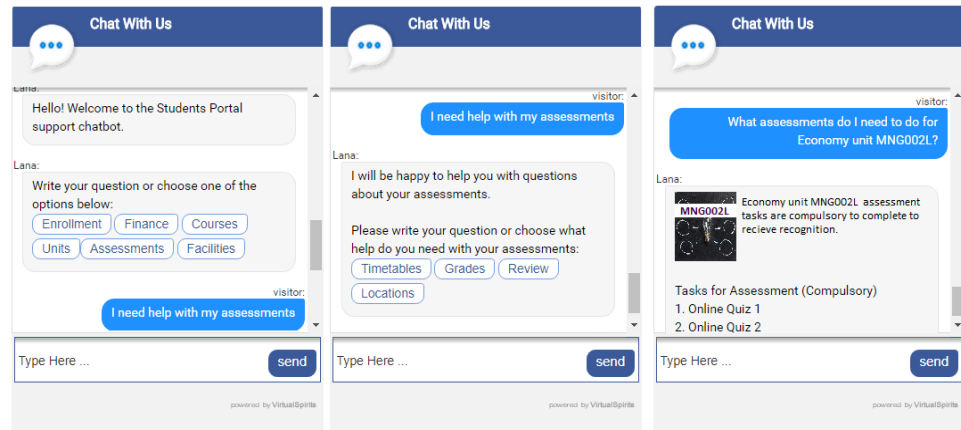 Chat With Us
Lana:
Hello! Welcome to the Students Portal
support chatbot.
Lana:
Write your question or choose one of the
options below:
Enrollment Finance Courses
Units Assessments Facilities
visitor:
I need help with my assessments
Type Here ...
send
powered by VirtualSpirits
Chat With Us
visitor:
I need help with my assessments
Lana:
I will be happy to help you with questions
about your assessments.
Please write your question or choose what
help do you need with your assessments:
Timetables Grades Review
Locations
Type Here ...
send
powered by VirtualSpirits
Chat With Us
visitor:
What assessments do I need to do for
Economy unit MNG002L?
Lana:
MNG002L
Economy unit MNG002L assessment
tasks are compulsory to complete to
recieve recognition.
Tasks for Assessment (Compulsory)
1. Online Quiz 1
2. Online Quiz 2
Type Here ...
send
powered by VirtualSpirits